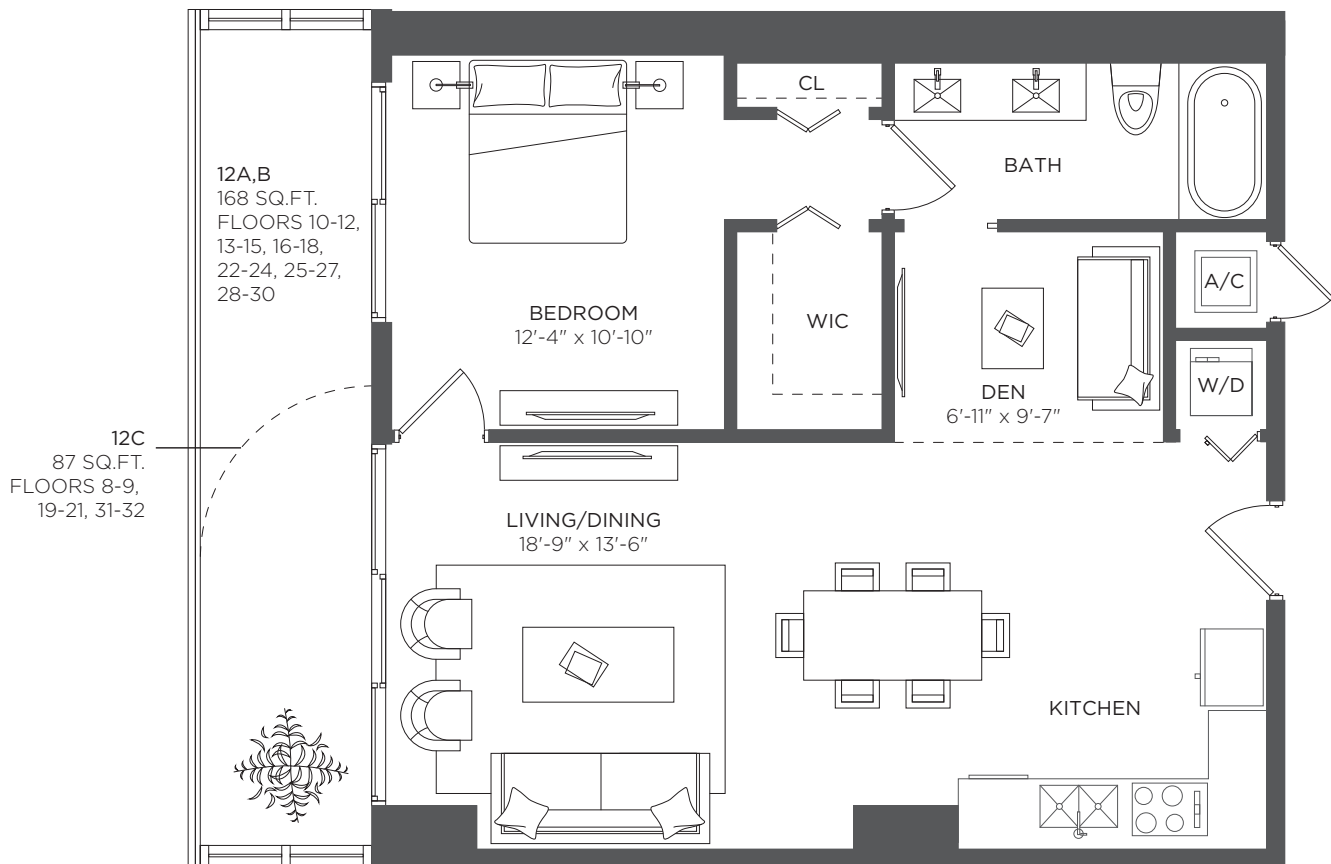 CL
BATH
12A,B
168 SQ.FT.
FLOORS 10-12,
13-15, 16-18,
22-24, 25-27,
28-30
A/C
BEDROOM
12'-4" x 10'-10"
WIC
DEN
6'-11" x 9'-7"
W/D
12C
87 SQ.FT.
FLOORS 8-9,
19-21, 31-32
LIVING/DINING
18'-9" x 13'-6"
KITCHEN